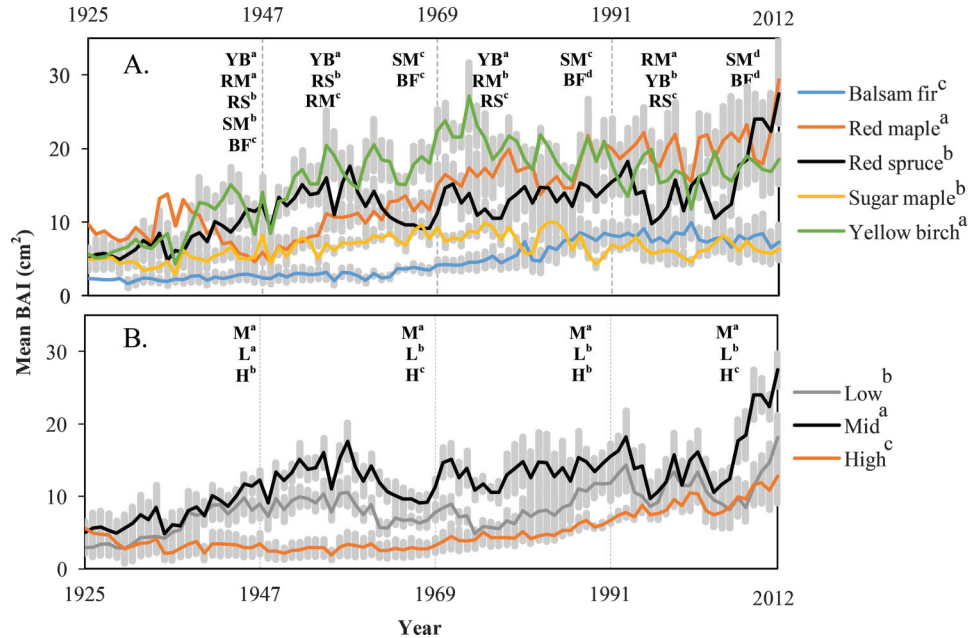 1925 1947 1969 1991 2012
A.
YBᵃ YBᵃ SMᶜ YBᵃ SMᶜ RMᵃ SMᵈ
RMᵃ RSᵇ BFᶜ RMᵇ BFᵈ YBᵇ BFᵈ
RSᵇ RMᶜ RSᶜ RSᶜ
SMᵇ
BFᶜ
30
20
10
0
Balsam firᶜ
Red mapleᵃ
Red spruceᵇ
Sugar mapleᵇ
Yellow birchᵃ
Mean BAI (cm²)
B.
Mᵃ Mᵃ Mᵃ Mᵃ
Lᵃ Lᵇ Lᵃ Lᵇ
Hᵇ Hᶜ Hᵇ Hᶜ
30
20
10
0
Lowᵇ
Midᵃ
Highᶜ
1925 1947 1969 1991 2012
Year